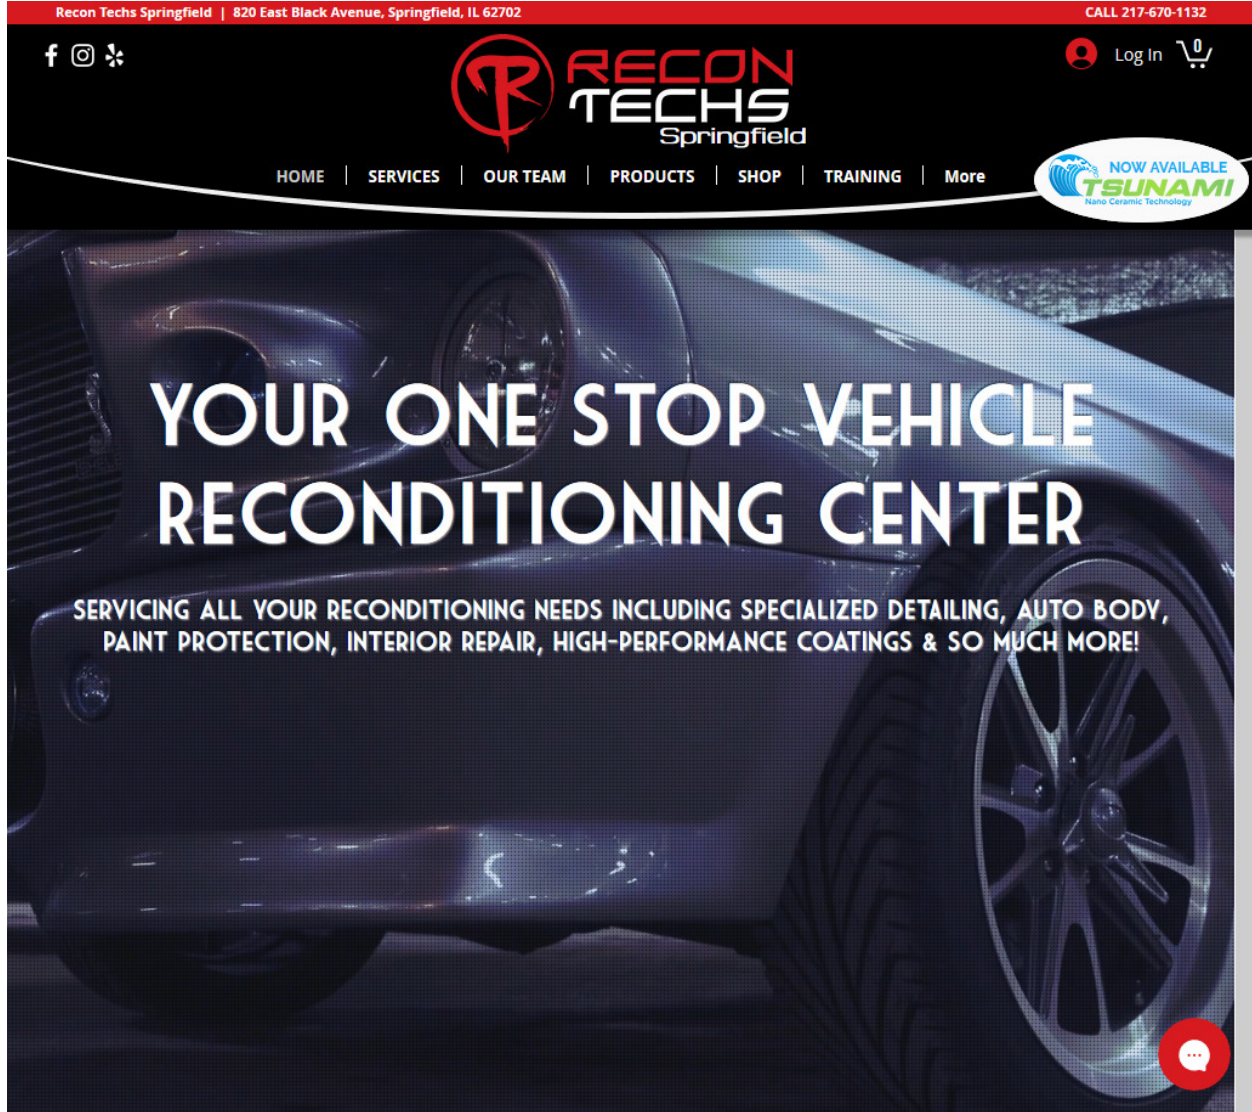 Recon Techs Springfield | 820 East Black Avenue, Springfield, IL 62702
CALL 217-670-1132
RECON
TECHS
Springfield
Log In
0
HOME
SERVICES
OUR TEAM
PRODUCTS
SHOP
TRAINING
More
NOW AVAILABLE
TSUNAMI
Nano Ceramic Technology
YOUR ONE STOP VEHICLE
RECONDITIONING CENTER
SERVICING ALL YOUR RECONDITIONING NEEDS INCLUDING SPECIALIZED DETAILING, AUTO BODY,
PAINT PROTECTION, INTERIOR REPAIR, HIGH-PERFORMANCE COATINGS & SO MUCH MORE!